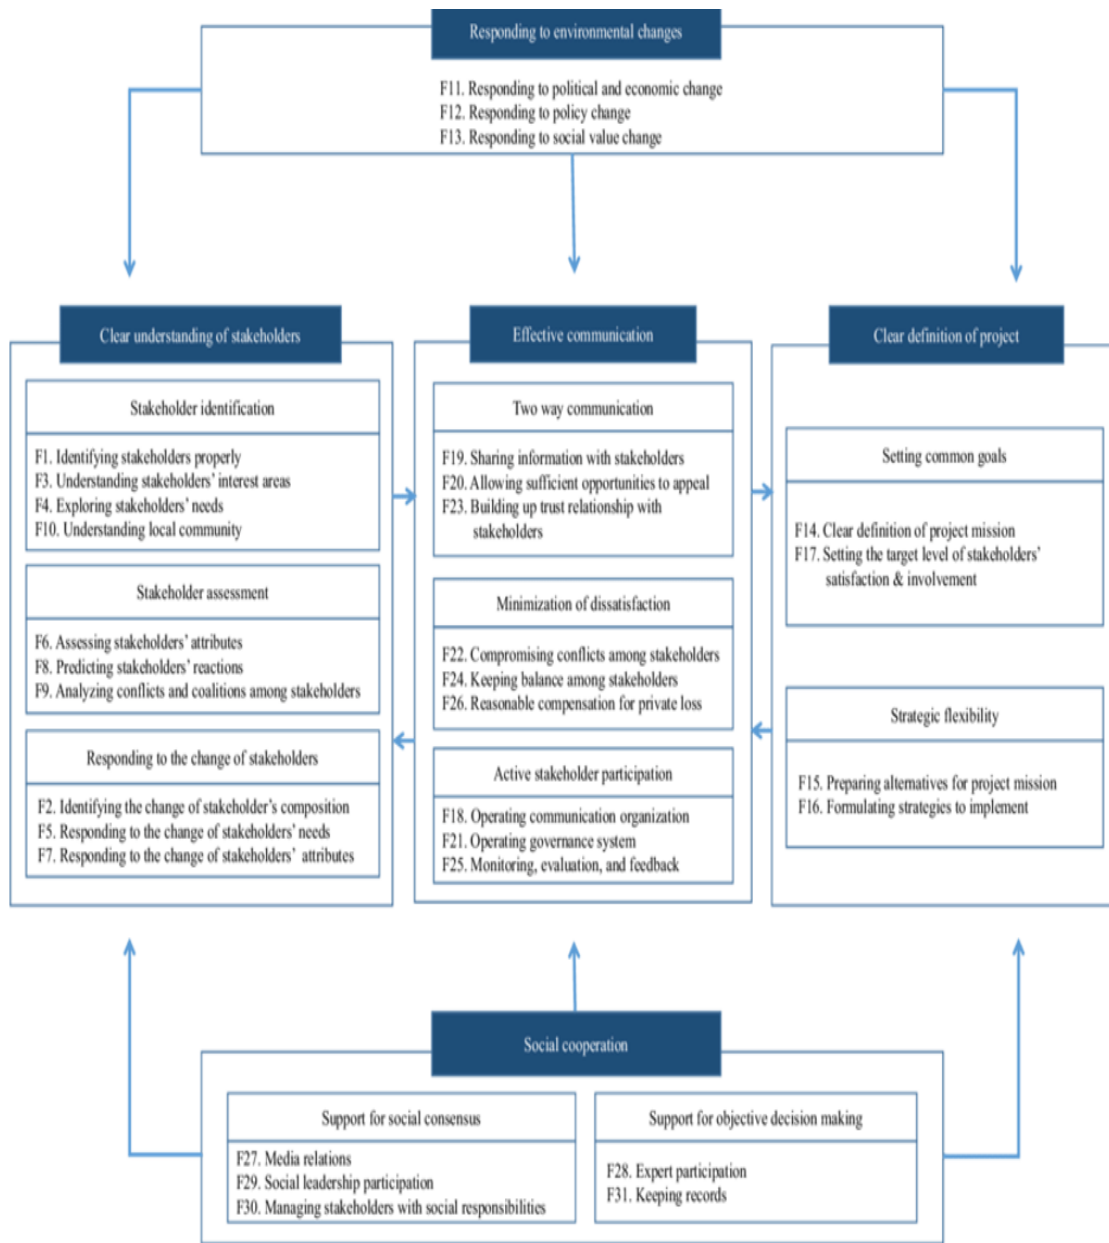 Responding to environmental changes
F11. Responding to political and economic change
F12. Responding to policy change
F13. Responding to social value change
Clear understanding of stakeholders
Stakeholder identification
F1. Identifying stakeholders properly
F3. Understanding stakeholders' interest areas
F4. Exploring stakeholders' needs
F10. Understanding local community
Stakeholder assessment
F6. Assessing stakeholders' attributes
F8. Predicting stakeholders' reactions
F9. Analyzing conflicts and coalitions among stakeholders
Responding to the change of stakeholders
F2. Identifying the change of stakeholder's composition
F5. Responding to the change of stakeholders' needs
F7. Responding to the change of stakeholders' attributes
Effective communication
Two way communication
F19. Sharing information with stakeholders
F20. Allowing sufficient opportunities to appeal
F23. Building up trust relationship with
stakeholders
Minimization of dissatisfaction
F22. Compromising conflicts among stakeholders
F24. Keeping balance among stakeholders
F26. Reasonable compensation for private loss
Active stakeholder participation
F18. Operating communication organization
F21. Operating governance system
F25. Monitoring, evaluation, and feedback
Clear definition of project
Setting common goals
F14. Clear definition of project mission
F17. Setting the target level of stakeholders'
satisfaction & involvement
Strategic flexibility
F15. Preparing alternatives for project mission
F16. Formulating strategies to implement
Social cooperation
Support for social consensus
F27. Media relations
F29. Social leadership participation
F30. Managing stakeholders with social responsibilities
Support for objective decision making
F28. Expert participation
F31. Keeping records